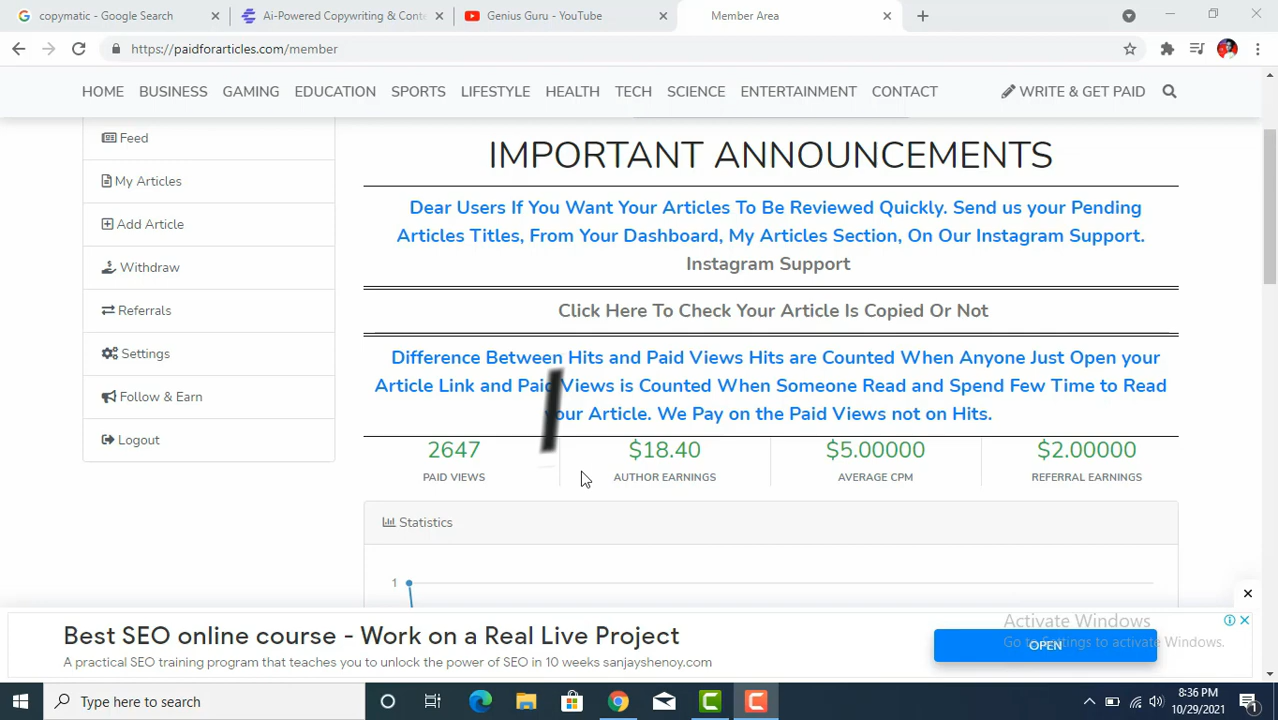 copymatic - Google Search
Ai-Powered Copywriting & Conte
Genius Guru - YouTube
Member Area
https://paidforarticles.com/member
HOME BUSINESS GAMING EDUCATION SPORTS LIFESTYLE HEALTH TECH SCIENCE ENTERTAINMENT CONTACT WRITE & GET PAID
Feed
My Articles
Add Article
Withdraw
Referrals
Settings
Follow & Earn
Logout
IMPORTANT ANNOUNCEMENTS
Dear Users If You Want Your Articles To Be Reviewed Quickly. Send us your Pending
Articles Titles, From Your Dashboard, My Articles Section, On Our Instagram Support.
Instagram Support
Click Here To Check Your Article Is Copied Or Not
Difference Between Hits and Paid Views Hits are Counted When Anyone Just Open your
Article Link and Paid Views is Counted When Someone Read and Spend Few Time to Read
your Article. We Pay on the Paid Views not on Hits.
2647 $18.40 $5.00000 $2.00000
PAID VIEWS AUTHOR EARNINGS AVERAGE CPM REFERRAL EARNINGS
Statistics
1
Best SEO online course - Work on a Real Live Project
A practical SEO training program that teaches you to unlock the power of SEO in 10 weeks sanjayshenoy.com
OPEN
Activate Windows
Go to Settings to activate Windows.
Type here to search
8:36 PM
10/29/2021
1